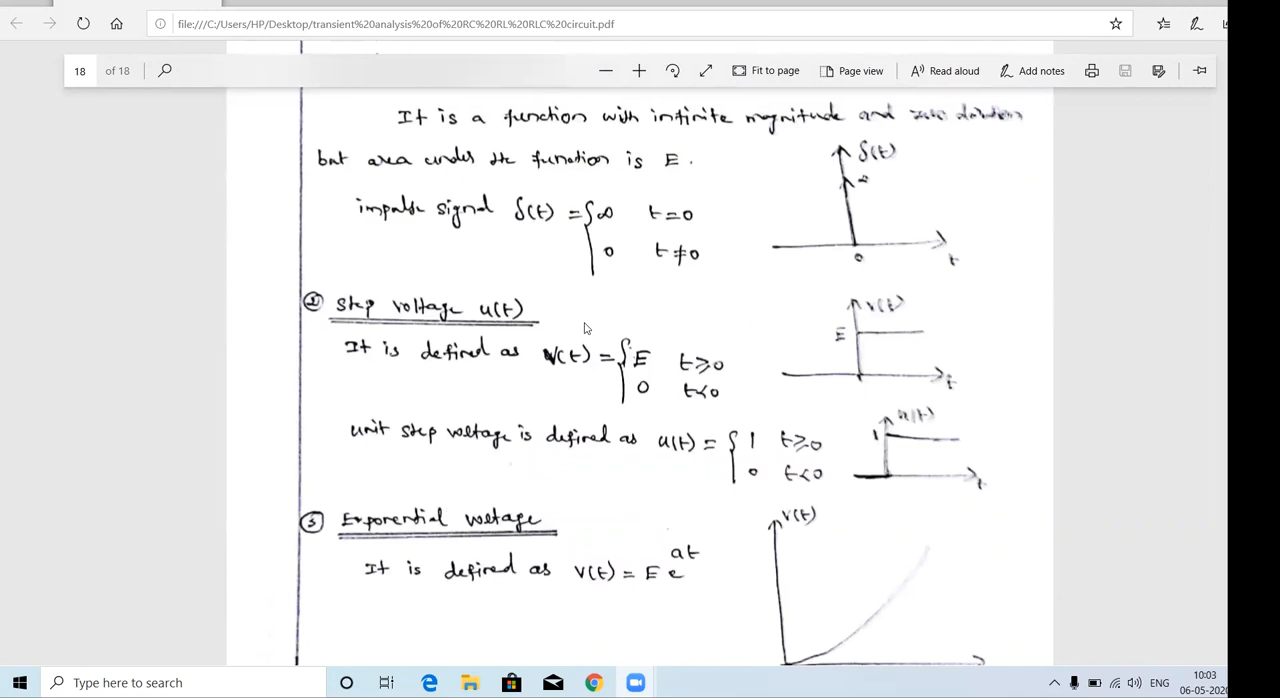 file:///C:/Users/HP/Desktop/transient%20analysis%20of%20RC%20RL%20RLC%20circuit.pdf
18 of 18 Fit to page Page view Read aloud Add notes
It is a function with infinite magnitude and zero duration
but area under the function is E.
δ(t)
∞
impulse signal δ(t) = { ∞ t=0
0 t≠0
0 t
② Step voltage u(t)
V(t)
E
It is defined as V(t) = { E t⩾0
0 t<0
t
u(t)
1
unit step voltage is defined as u(t) = { 1 t⩾0
0 t<0
t
③ Exponential voltage
V(t)
It is defined as V(t) = E e^at
Type here to search
ENG
10:03
06-05-202